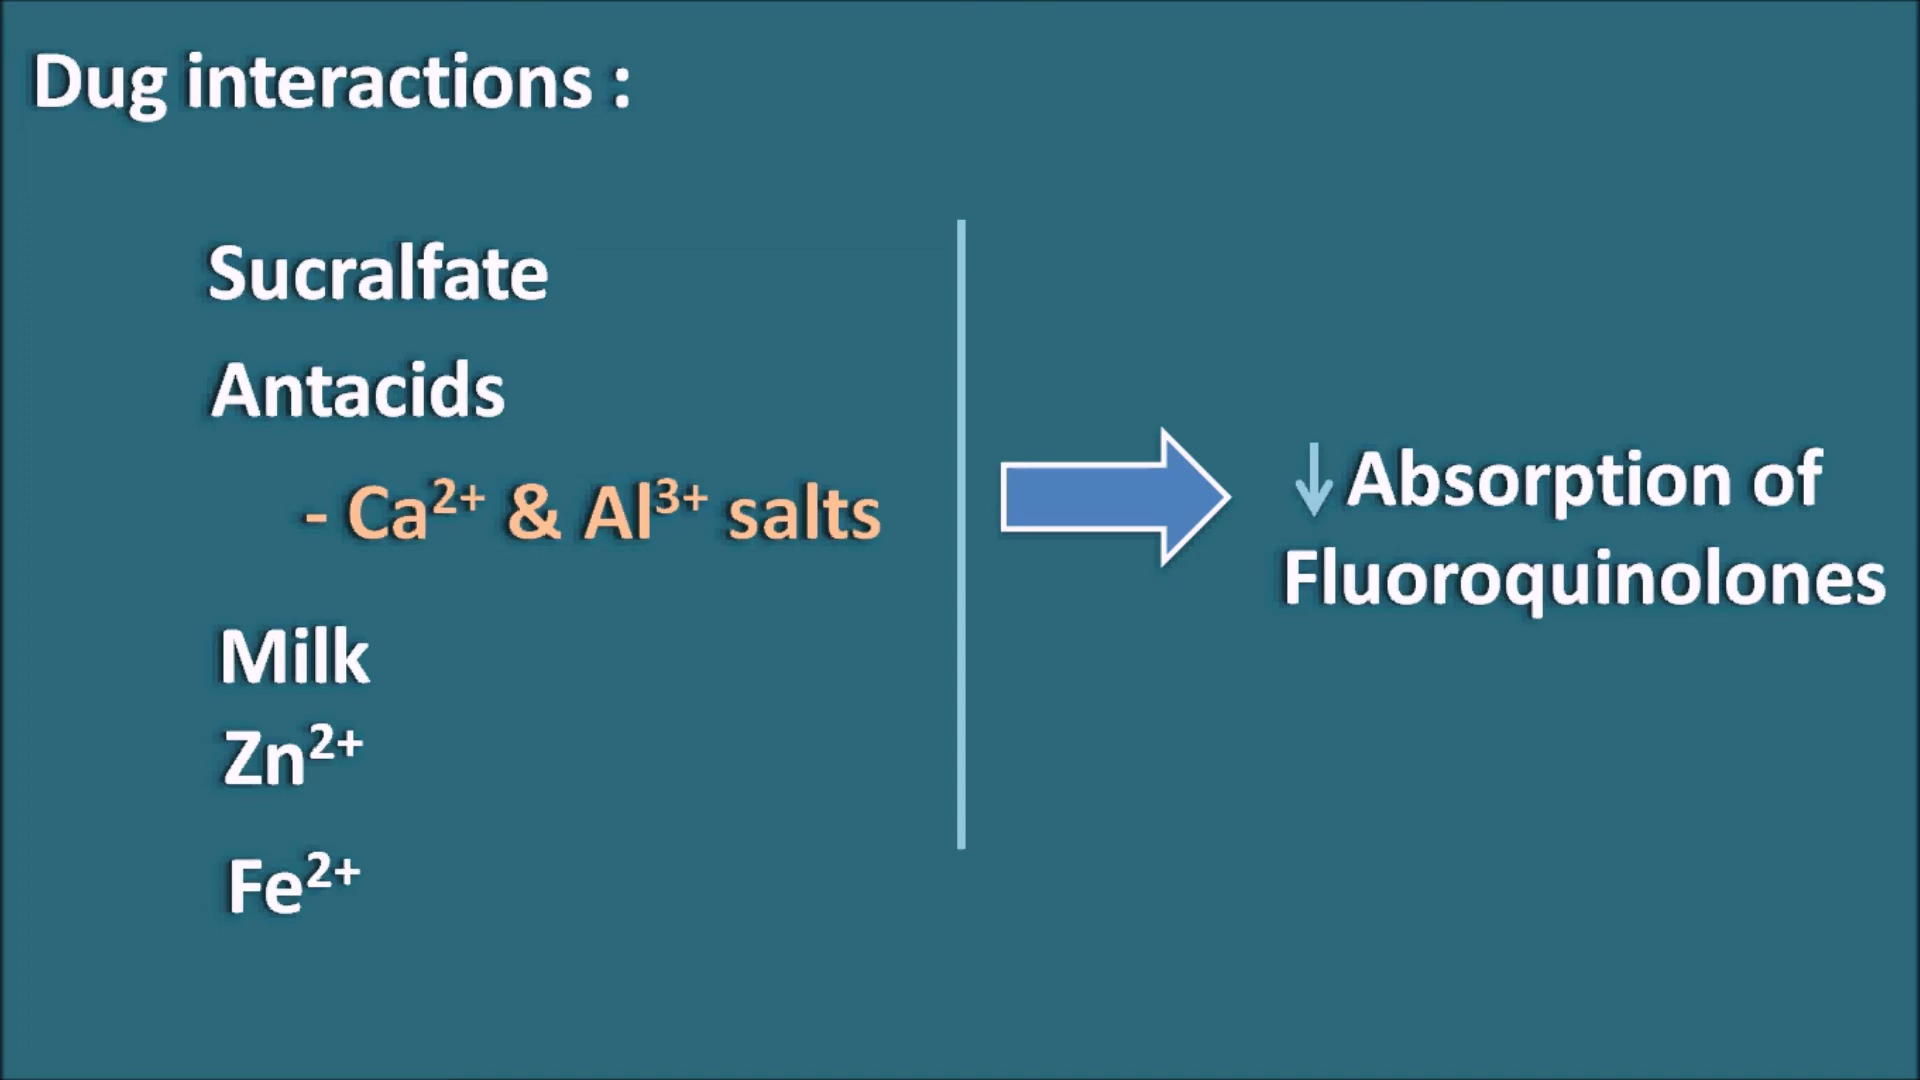 Dug interactions :
Sucralfate
Antacids
- Ca²⁺ & Al³⁺ salts
Milk
Zn²⁺
Fe²⁺
↓ Absorption of
Fluoroquinolones